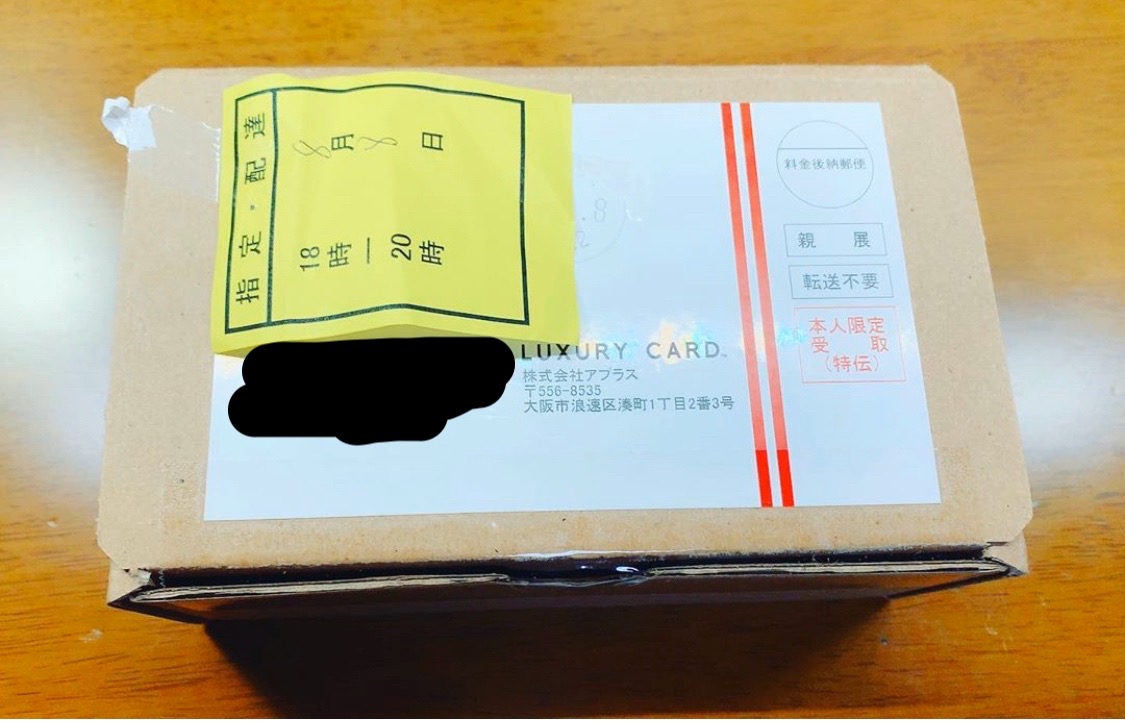 指定・配達
8月8日
18時ー20時
料金後納郵便
親展
転送不要
本人限定
受取
(特伝)
LUXURY CARD™
株式会社アプラス
〒556-8535
大阪市浪速区湊町1丁目2番3号